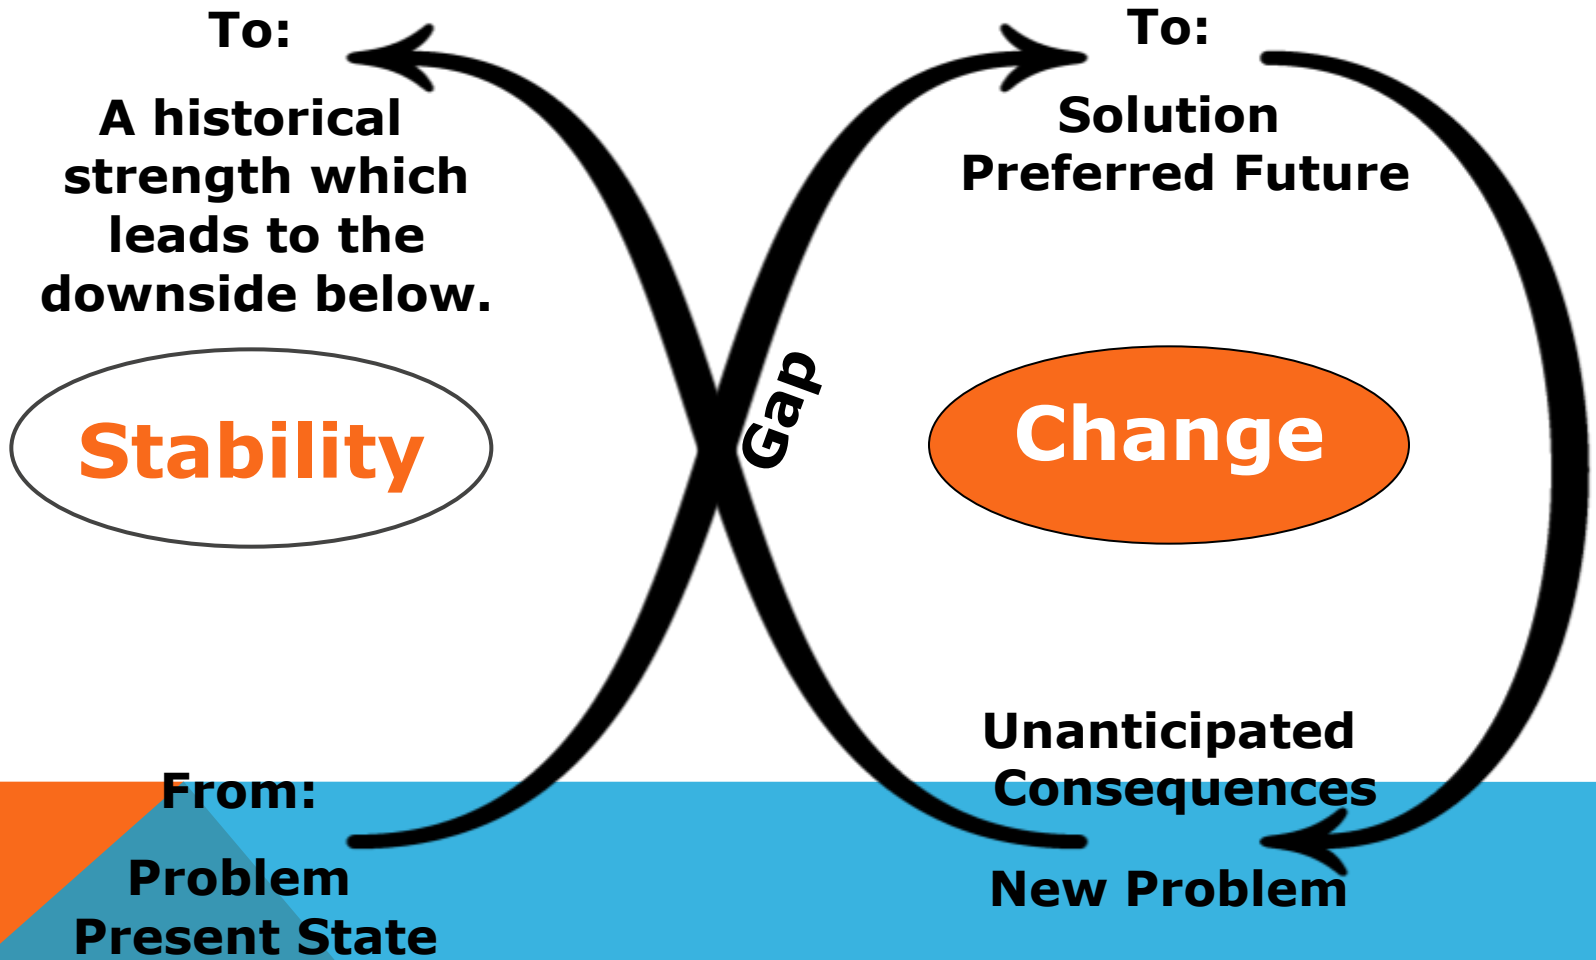 To:
A historical
strength which
leads to the
downside below.
Stability
From:
Problem
Present State
Gap
To:
Solution
Preferred Future
Change
Unanticipated
Consequences
New Problem